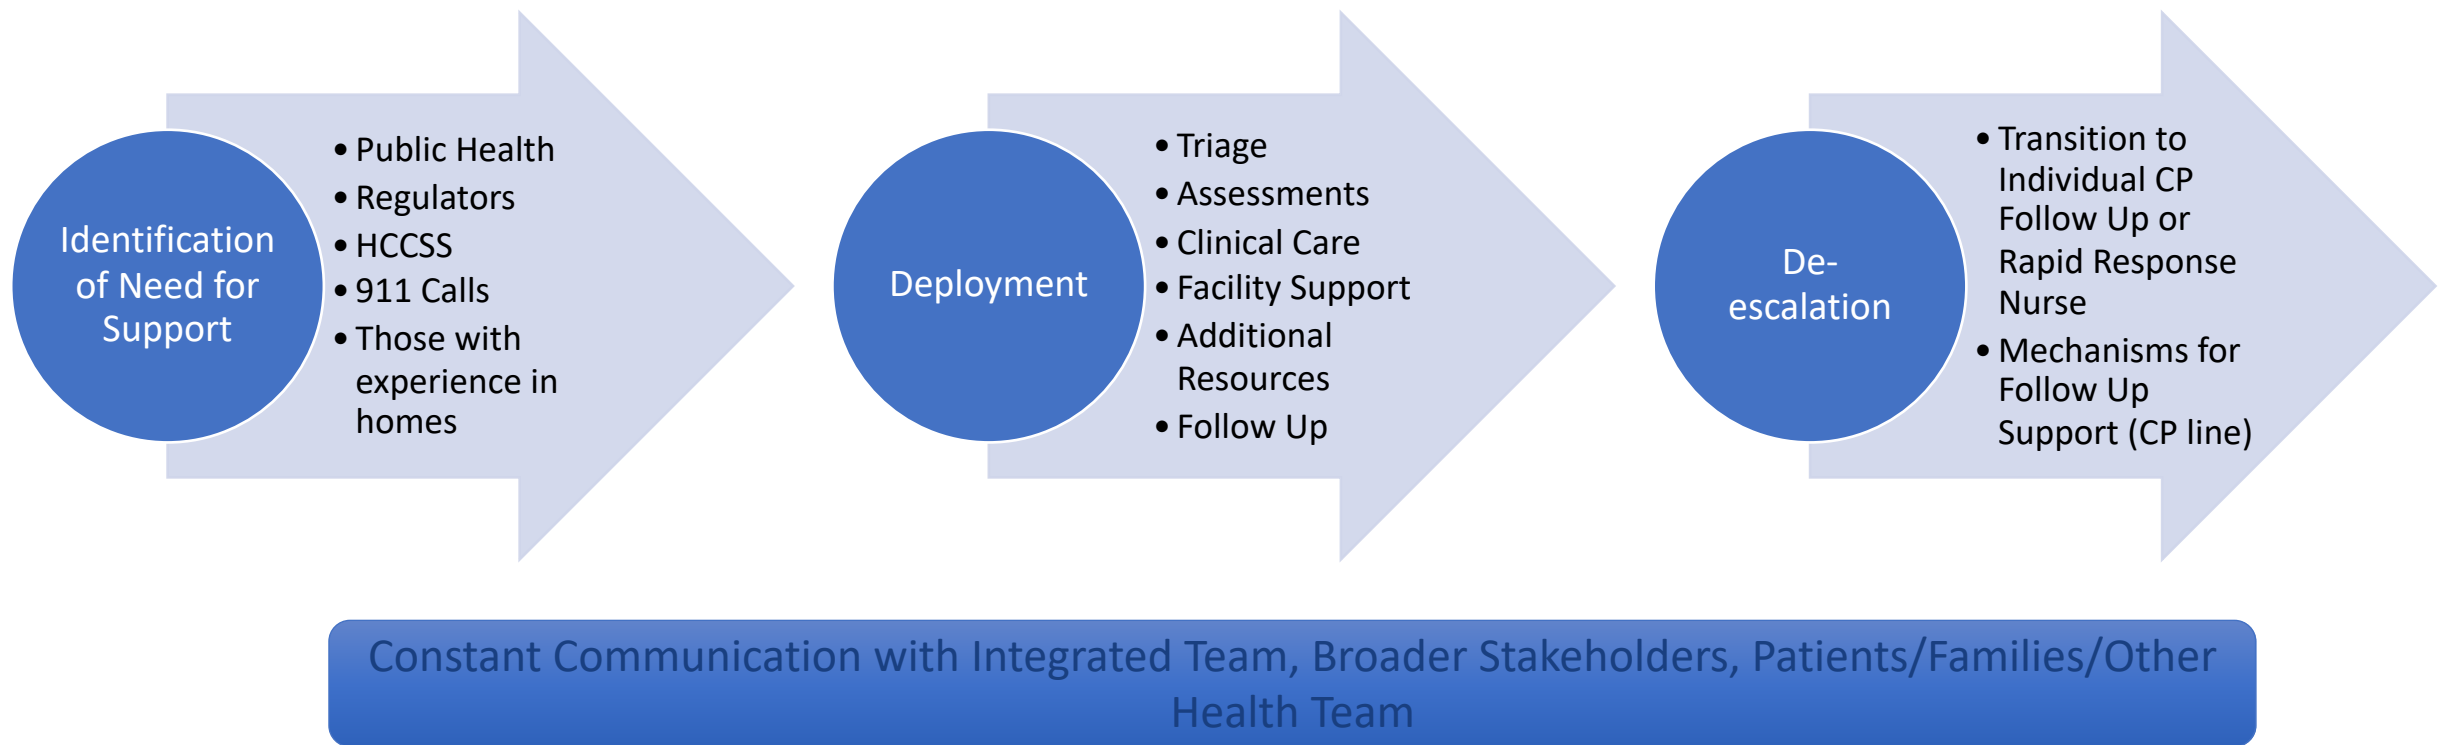 Identification
of Need for
Support
• Public Health
• Regulators
• HCCSS
• 911 Calls
• Those with
experience in
homes
Deployment
• Triage
• Assessments
• Clinical Care
• Facility Support
• Additional
Resources
• Follow Up
De-
escalation
• Transition to
Individual CP
Follow Up or
Rapid Response
Nurse
• Mechanisms for
Follow Up
Support (CP line)
Constant Communication with Integrated Team, Broader Stakeholders, Patients/Families/Other
Health Team